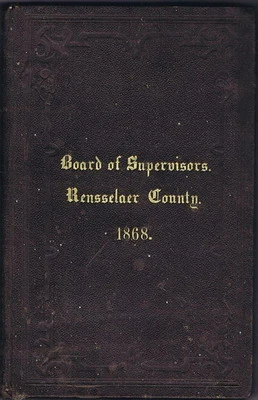 Board of Supervisors.
Rensselaer County.
1868.